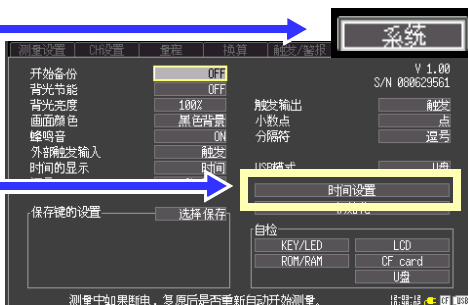 系统
测量设置 CH设置 量程 换算 触发/警报
V 1.00
S/N 080629561
开始备份 OFF
背光节能 OFF
背光亮度 100%
画面颜色 黑色背景
蜂鸣音 ON
外部触发输入 触发
时间的显示 时间
触发输出 触发
小数点 点
分隔符 逗号
USB模式 U盘
时间设置
保存键的设置 选择保存
自检
KEY/LED LCD
ROM/RAM CF card
U盘
测量中如果断电，复原后是否重新自动开始测量。
CF USB